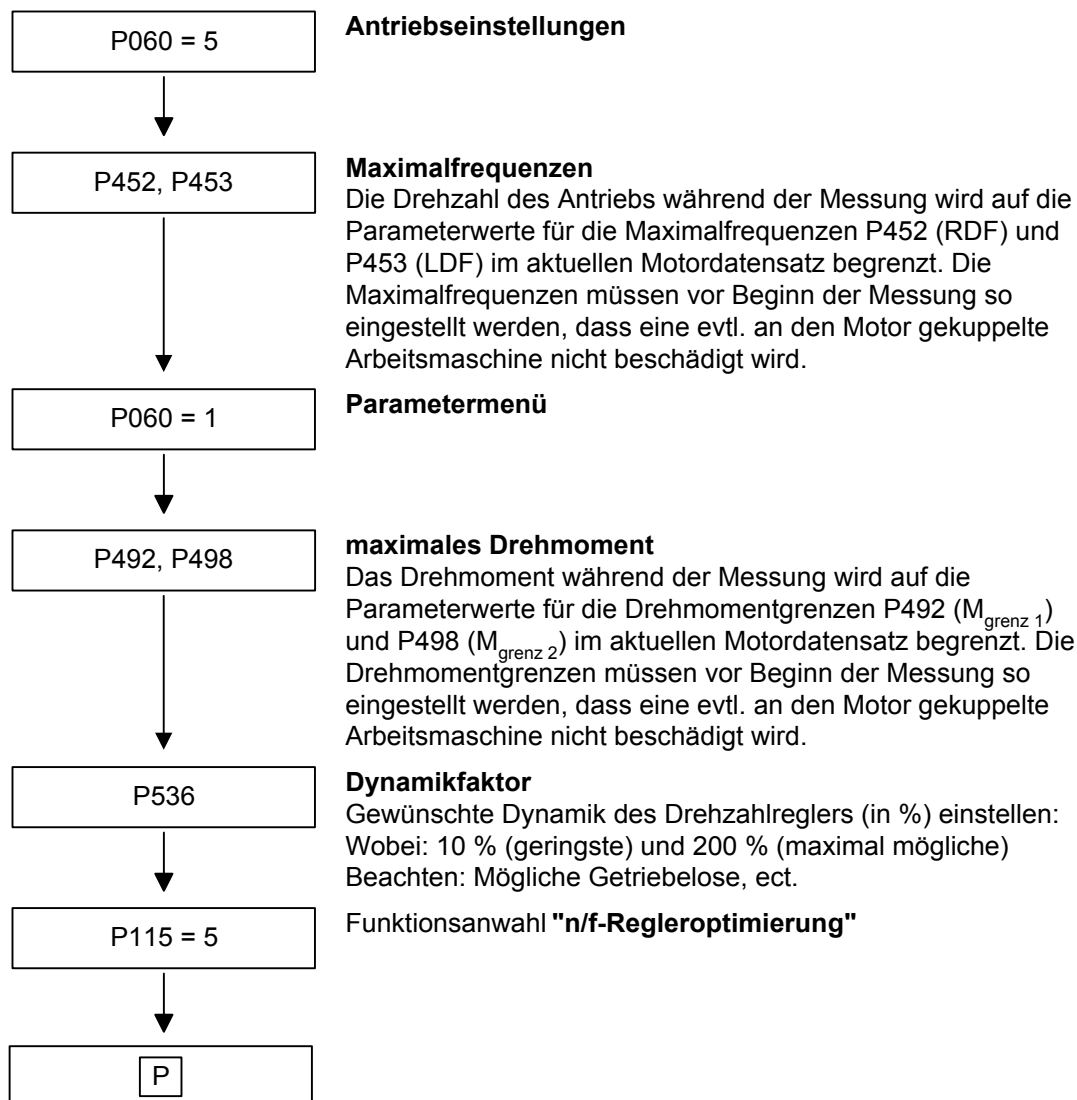 P060 = 5
Antriebseinstellungen
P452, P453
Maximalfrequenzen
Die Drehzahl des Antriebs während der Messung wird auf die
Parameterwerte für die Maximalfrequenzen P452 (RDF) und
P453 (LDF) im aktuellen Motordatensatz begrenzt. Die
Maximalfrequenzen müssen vor Beginn der Messung so
eingestellt werden, dass eine evtl. an den Motor gekuppelte
Arbeitsmaschine nicht beschädigt wird.
P060 = 1
Parametermenü
P492, P498
maximales Drehmoment
Das Drehmoment während der Messung wird auf die
Parameterwerte für die Drehmomentgrenzen P492 (Mgrenz 1)
und P498 (Mgrenz 2) im aktuellen Motordatensatz begrenzt. Die
Drehmomentgrenzen müssen vor Beginn der Messung so
eingestellt werden, dass eine evtl. an den Motor gekuppelte
Arbeitsmaschine nicht beschädigt wird.
P536
Dynamikfaktor
Gewünschte Dynamik des Drehzahlreglers (in %) einstellen:
Wobei: 10 % (geringste) und 200 % (maximal mögliche)
Beachten: Mögliche Getriebelose, ect.
P115 = 5
Funktionsanwahl "n/f-Regleroptimierung"
P